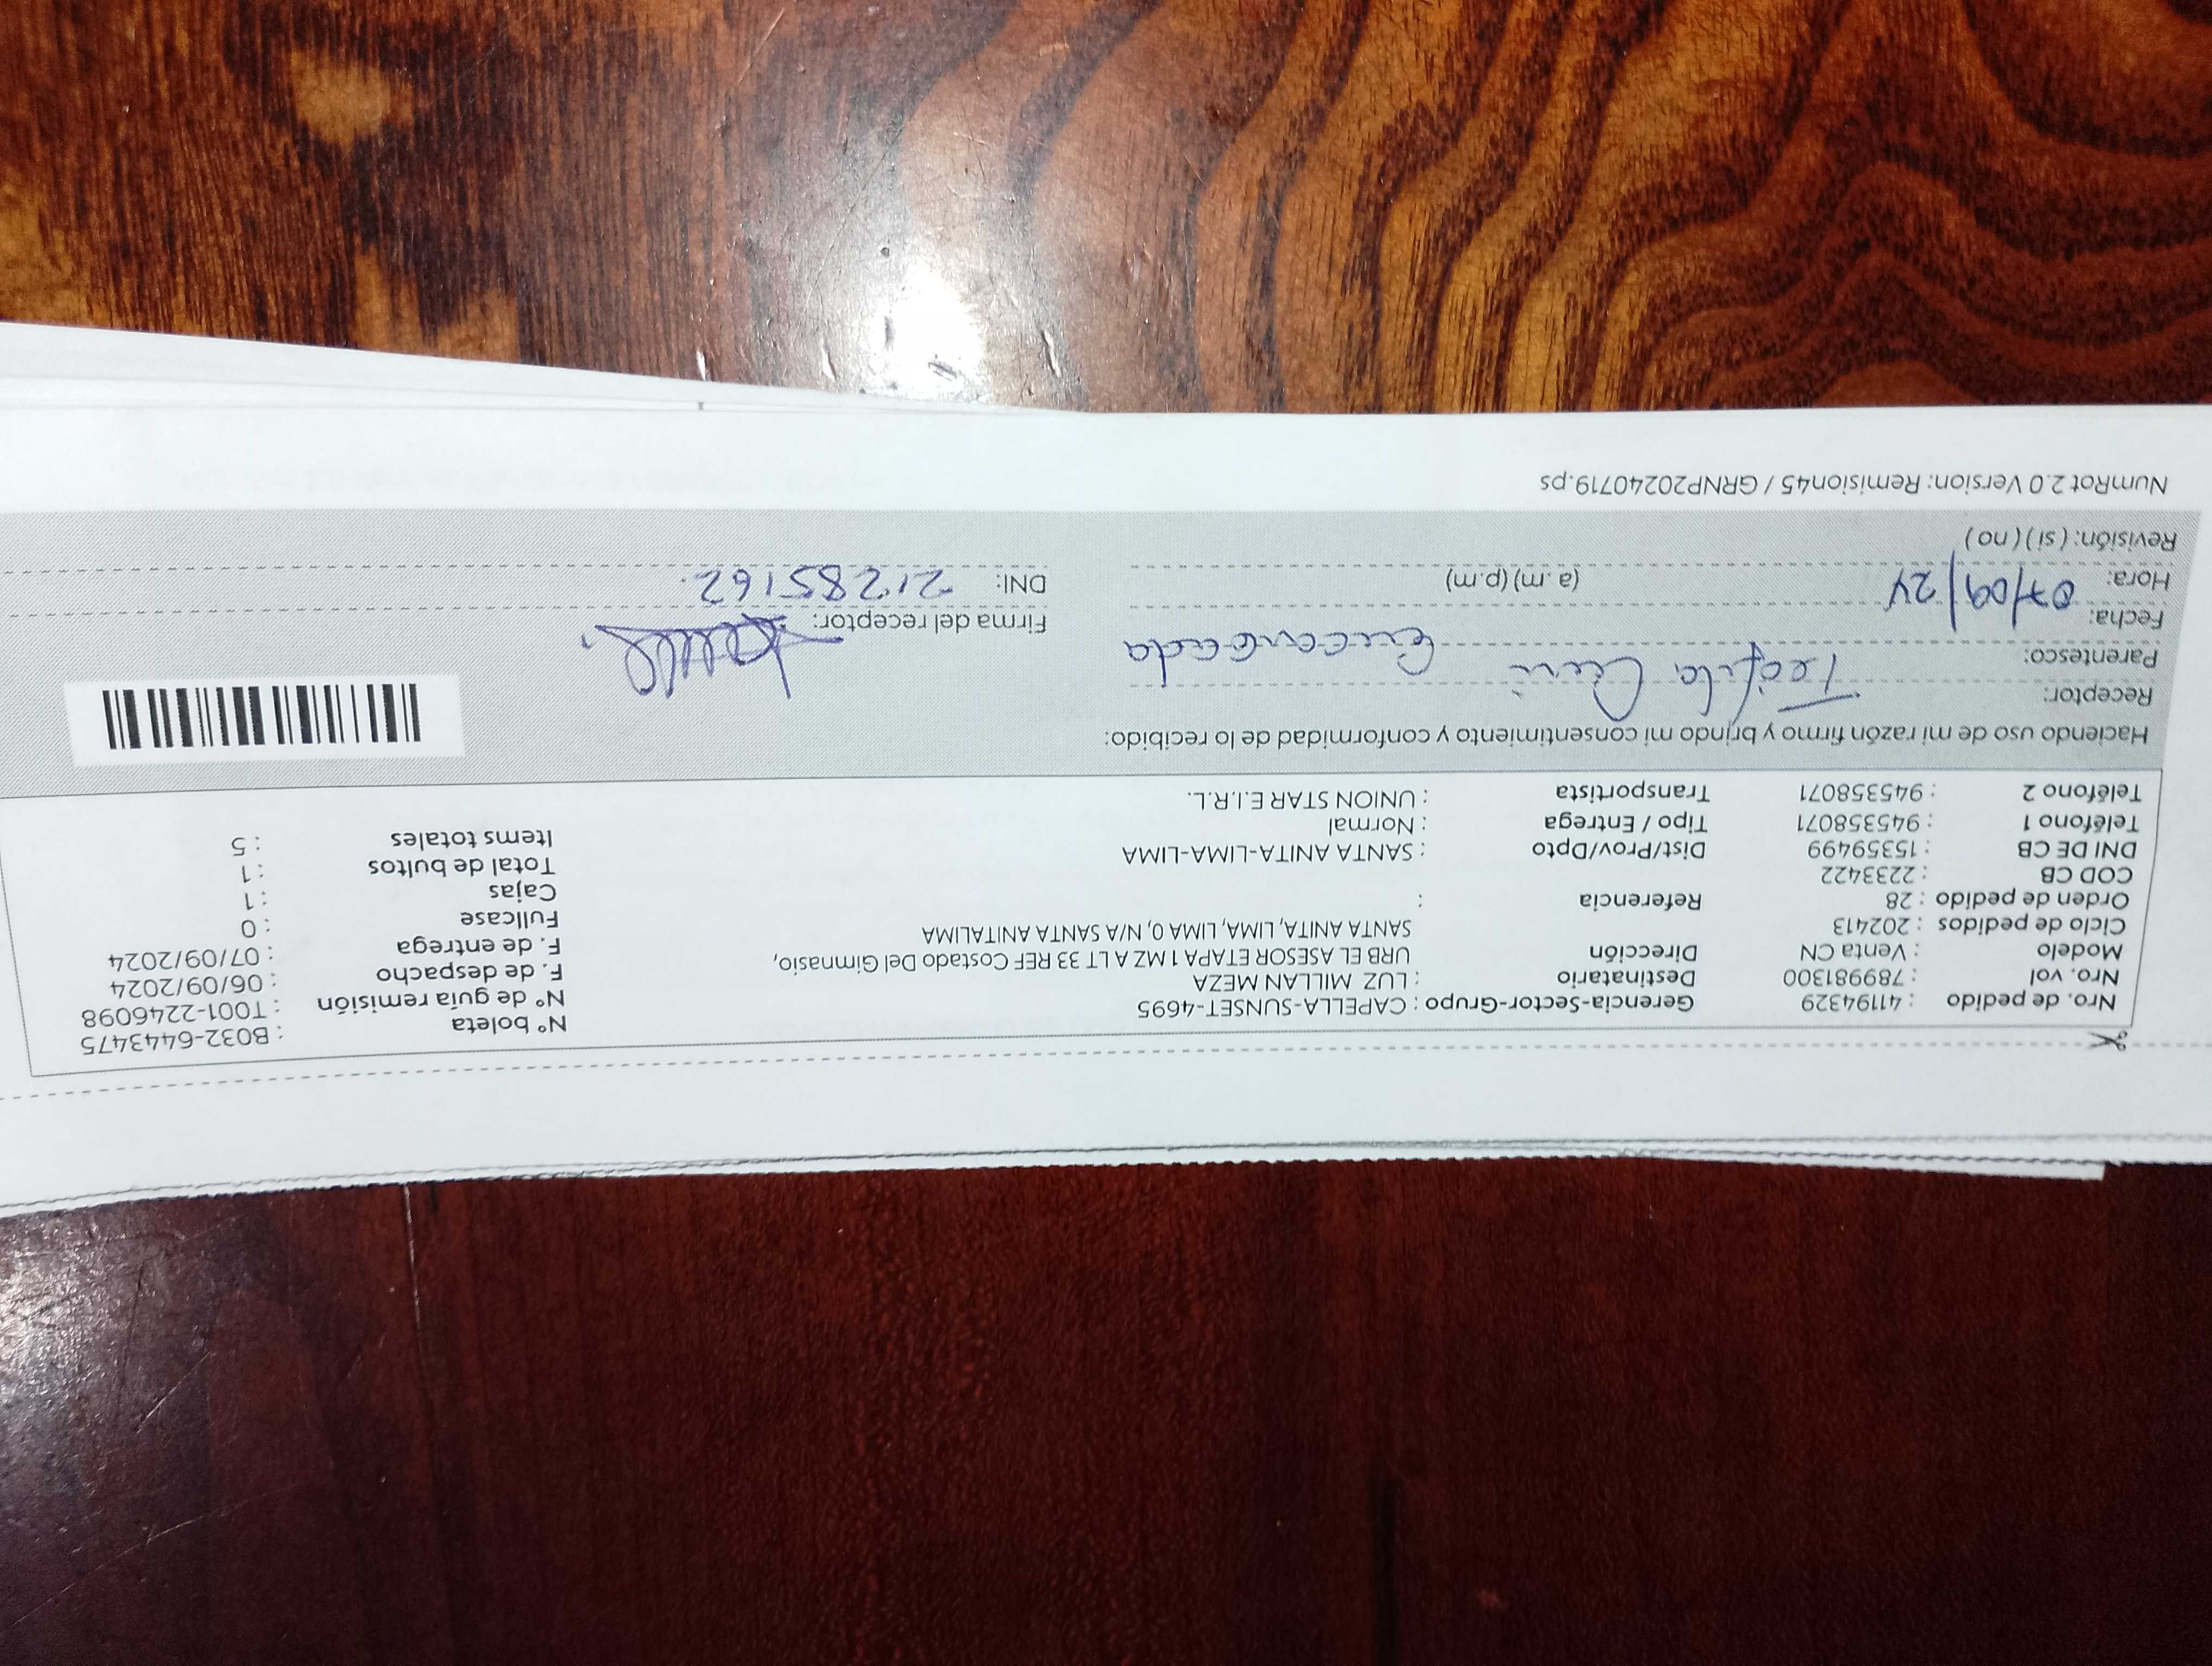 Nro. de pedido : 41194329 Gerencia-Sector-Grupo : CAPELLA-SUNSET-4695 Nº boleta : B032-6443475
Nro. vol : 789981300 Destinatario : LUZ MILLAN MEZA Nº de guía remisión : T001-2246098
Modelo : Venta CN Dirección URB EL ASESOR ETAPA 1 MZ A LT 33 REF Costado Del Gimnasio, F. de despacho : 06/09/2024
Ciclo de pedidos : 202413 SANTA ANITA, LIMA, LIMA 0, N/A SANTA ANITALIMA F. de entrega : 07/09/2024
Orden de pedido : 28 Referencia : Fullcase : 0
COD CB : 2233422 Cajas : 1
DNI DE CB : 15359499 Dist/Prov/Dpto : SANTA ANITA-LIMA-LIMA Total de bultos : 1
Teléfono 1 : 945358071 Tipo / Entrega : Normal Items totales : 5
Teléfono 2 : 945358071 Transportista : UNION STAR E.I.R.L.
Haciendo uso de mi razón firmo y brindo mi consentimiento y conformidad de lo recibido:
Receptor: Teófila
Parentesco:
Fecha: 07/09/24 Firma del receptor:
Hora: (a.m) (p.m) DNI: 21285162
Revisión: ( si ) ( no )
NumRot 2.0 Version: Remision45 / GRNP20240719.ps